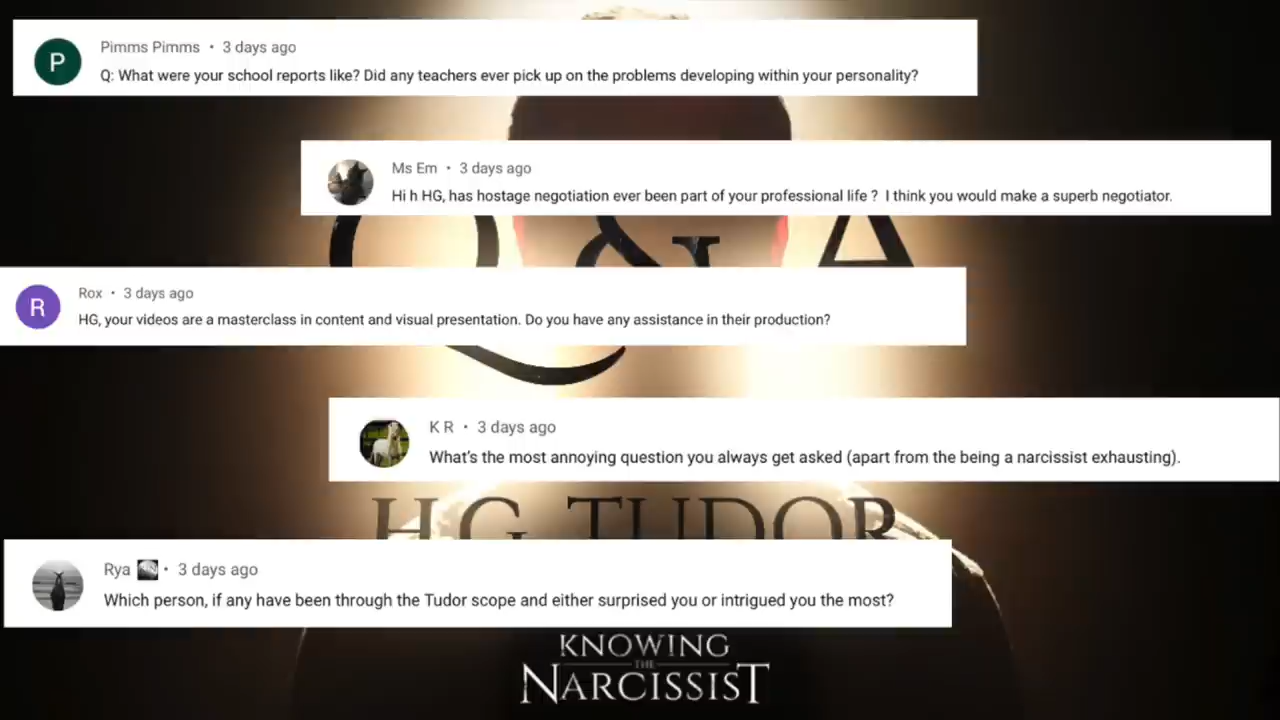 P
Pimms Pimms • 3 days ago
Q: What were your school reports like? Did any teachers ever pick up on the problems developing within your personality?
Ms Em • 3 days ago
Hi h HG, has hostage negotiation ever been part of your professional life ? I think you would make a superb negotiator.
Q & A
R
Rox • 3 days ago
HG, your videos are a masterclass in content and visual presentation. Do you have any assistance in their production?
K R • 3 days ago
What's the most annoying question you always get asked (apart from the being a narcissist exhausting).
HG TUDOR
Rya • 3 days ago
Which person, if any have been through the Tudor scope and either surprised you or intrigued you the most?
KNOWING
THE
NARCISSIST